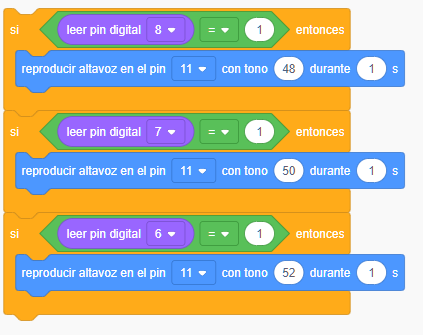 si leer pin digital 8 = 1 entonces
reproducir altavoz en el pin 11 con tono 48 durante 1 s
si leer pin digital 7 = 1 entonces
reproducir altavoz en el pin 11 con tono 50 durante 1 s
si leer pin digital 6 = 1 entonces
reproducir altavoz en el pin 11 con tono 52 durante 1 s